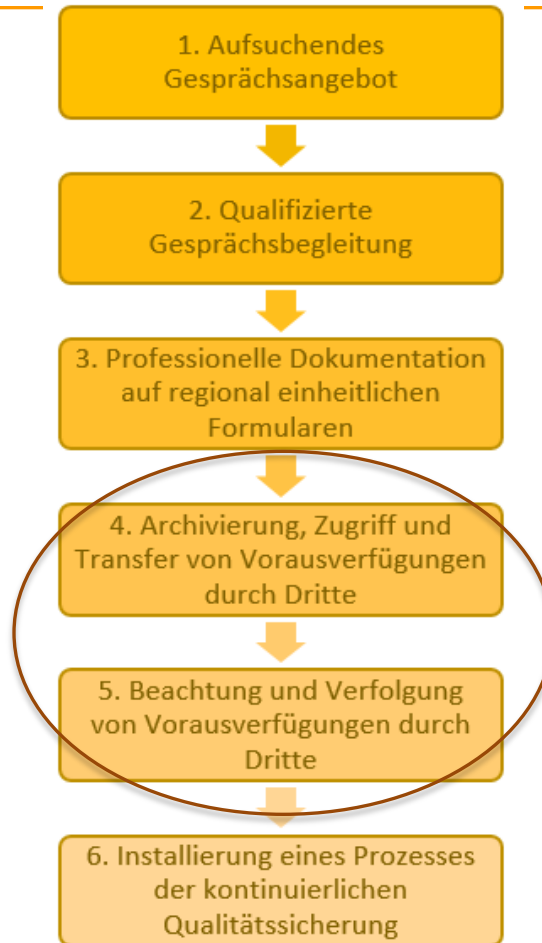 1. Aufsuchendes
Gesprächsangebot
2. Qualifizierte
Gesprächsbegleitung
3. Professionelle Dokumentation
auf regional einheitlichen
Formularen
4. Archivierung, Zugriff und
Transfer von Vorausverfügungen
durch Dritte
5. Beachtung und Verfolgung
von Vorausverfügungen durch
Dritte
6. Installierung eines Prozesses
der kontinuierlichen
Qualitätssicherung